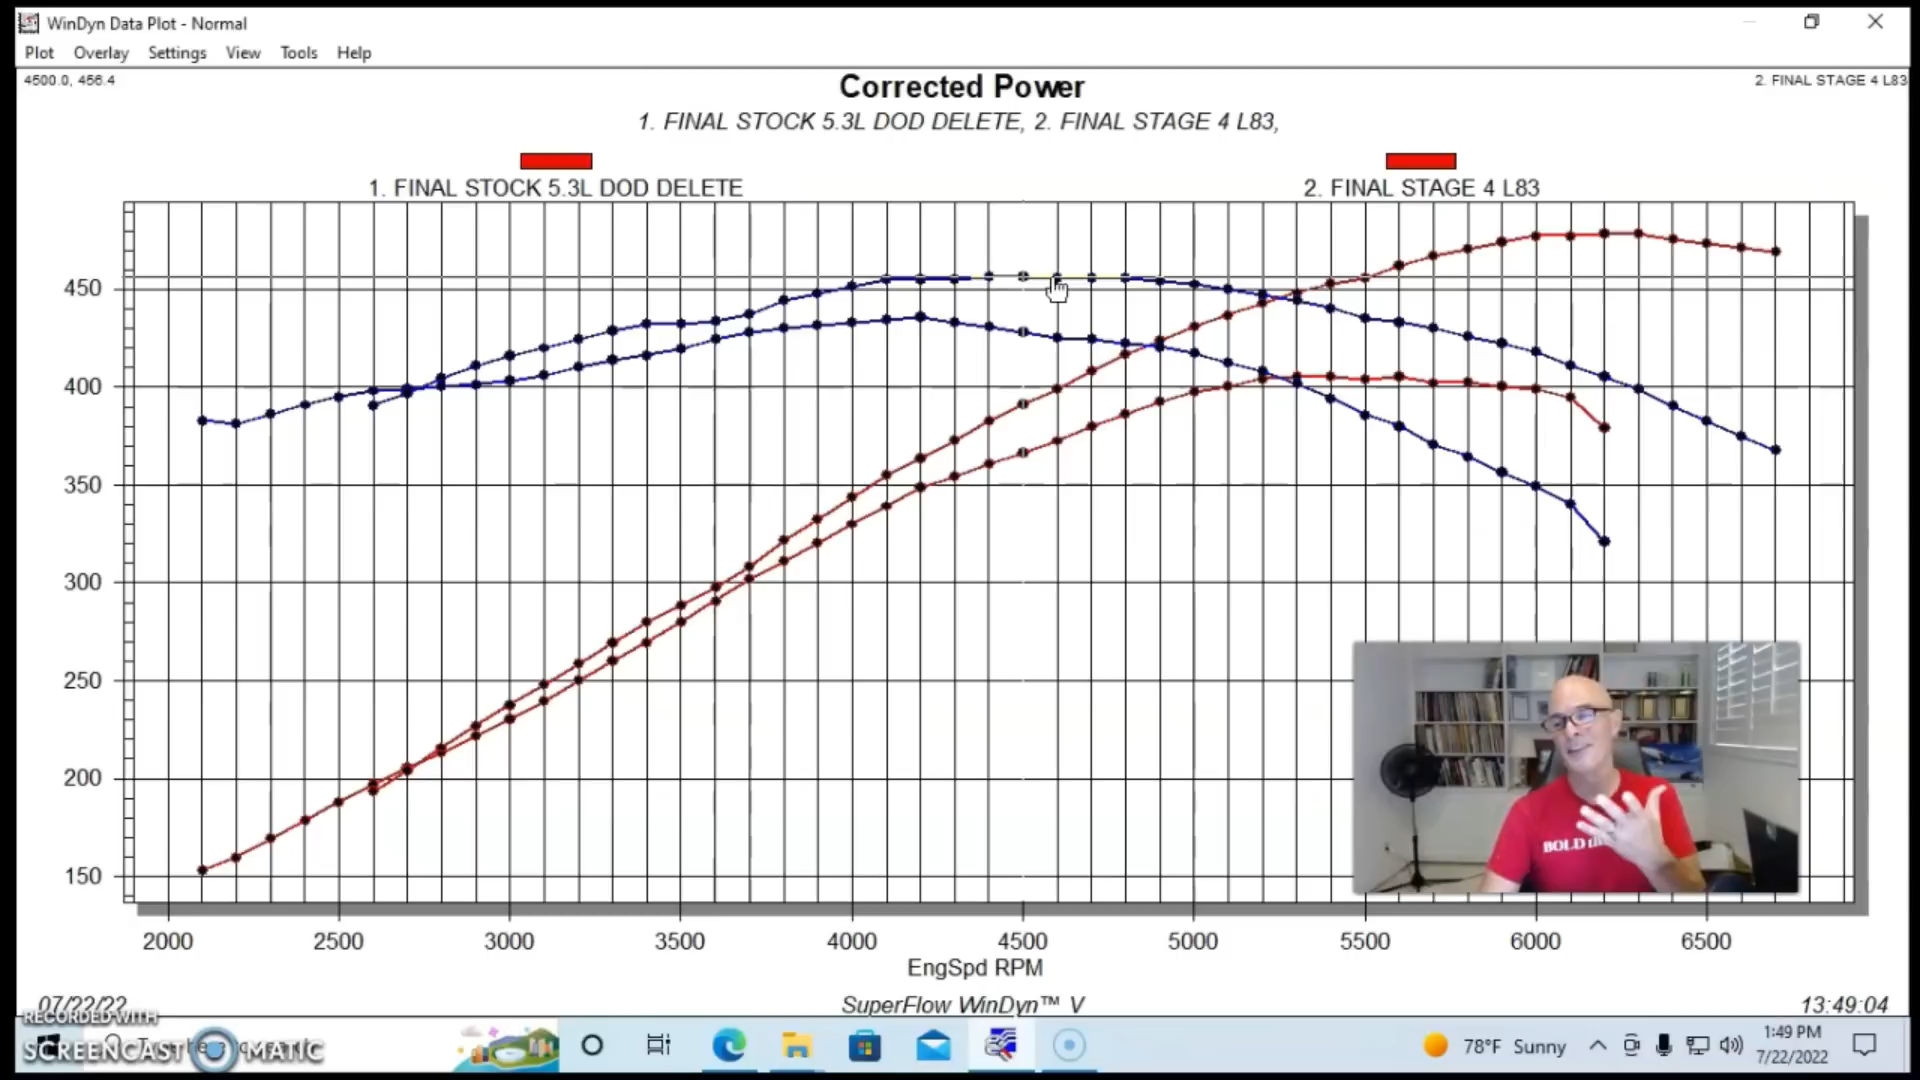 WinDyn Data Plot - Normal
Plot Overlay Settings View Tools Help
4500.0, 456.4
2. FINAL STAGE 4 L83
Corrected Power
1. FINAL STOCK 5.3L DOD DELETE, 2. FINAL STAGE 4 L83,
1. FINAL STOCK 5.3L DOD DELETE
2. FINAL STAGE 4 L83
450
400
350
300
250
200
150
2000 2500 3000 3500 4000 4500 5000 5500 6000 6500
EngSpd RPM
BOLD
07/22/22
SuperFlow WinDyn™ V
13:49:04
RECORDED WITH
SCREENCAST MATIC
78°F Sunny
1:49 PM
7/22/2022